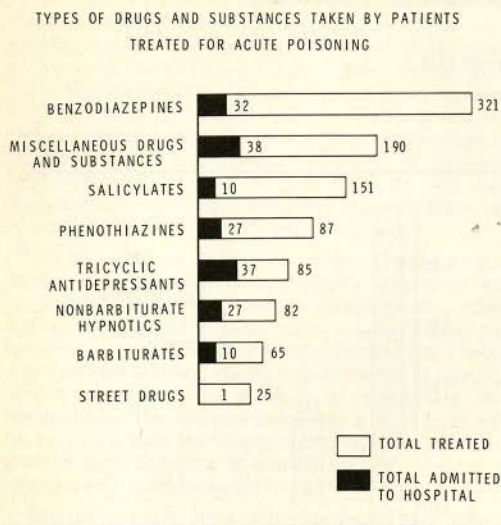 TYPES OF DRUGS AND SUBSTANCES TAKEN BY PATIENTS
TREATED FOR ACUTE POISONING
BENZODIAZEPINES 32 321
MISCELLANEOUS DRUGS
AND SUBSTANCES 38 190
SALICYLATES 10 151
PHENOTHIAZINES 27 87
TRICYCLIC
ANTIDEPRESSANTS 37 85
NONBARBITURATE
HYPNOTICS 27 82
BARBITURATES 10 65
STREET DRUGS 1 25
TOTAL TREATED
TOTAL ADMITTED
TO HOSPITAL